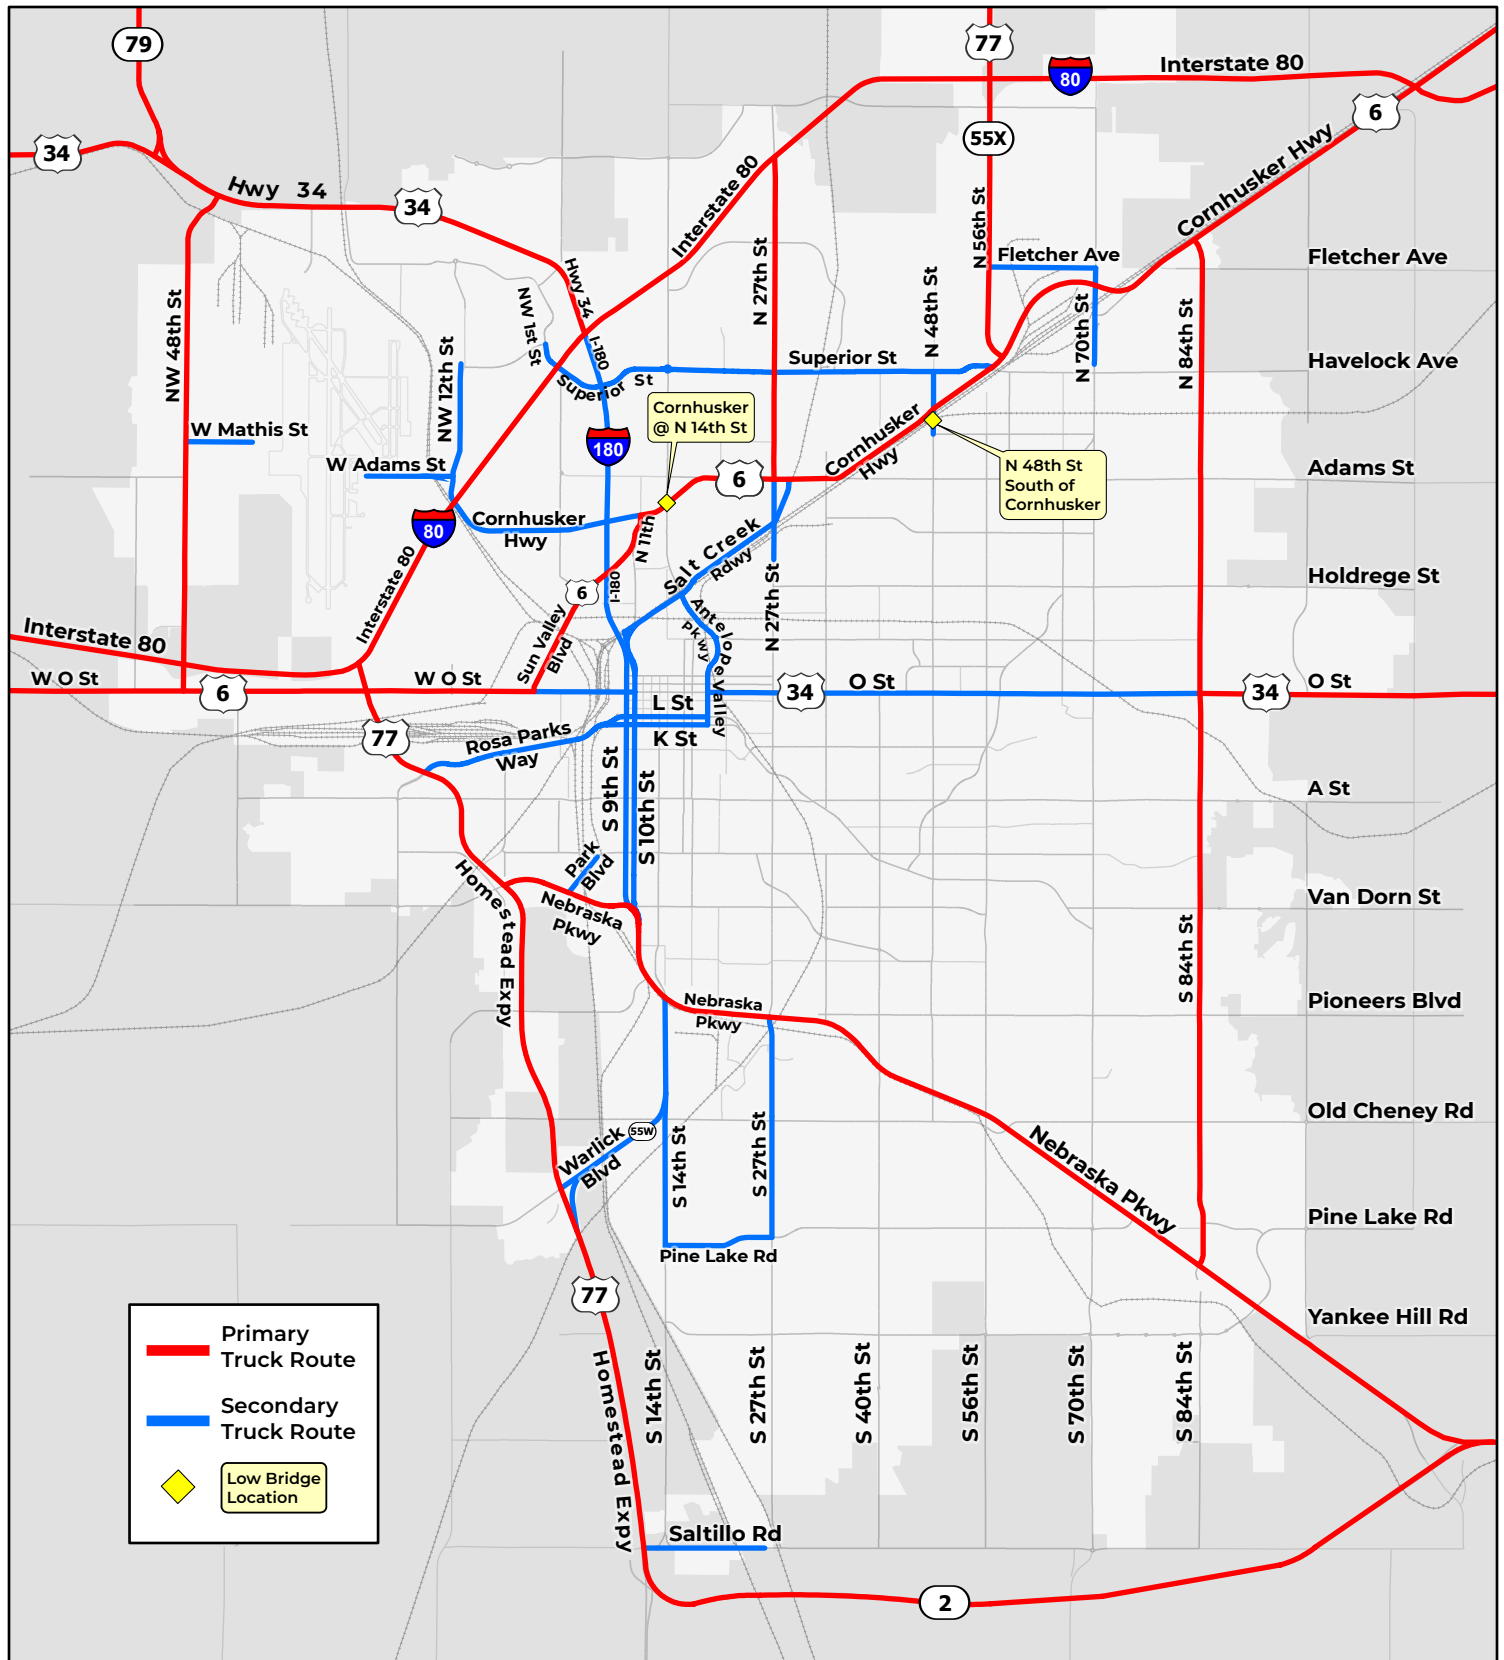 79
77
80
Interstate 80
6
34
55X
Hwy 34
34
Interstate 80
Cornhusker Hwy
N 56th St
Fletcher Ave
Fletcher Ave
NW 48th St
NW 1st St
Hwy 34
I-180
N 27th St
N 48th St
N 70th St
N 84th St
NW 12th St
Superior St
Superior St
Havelock Ave
Cornhusker
@ N 14th St
W Mathis St
180
W Adams St
Cornhusker
Hwy
6
N 48th St
South of
Cornhusker
Adams St
80
Cornhusker
Hwy
N 11th
Salt Creek
Rdwy
Interstate 80
6
I-180
N 27th St
Holdrege St
Antelope Valley
Pkwy
Sun Valley
Blvd
Interstate 80
W O St
6
W O St
34
O St
34
O St
L St
K St
77
Rosa Parks
Way
S 9th St
S 10th St
A St
Park
Blvd
Homestead Expy
Nebraska
Pkwy
Van Dorn St
S 84th St
Nebraska
Pkwy
Pioneers Blvd
Warlick
Blvd
55W
S 14th St
S 27th St
Old Cheney Rd
Nebraska Pkwy
Pine Lake Rd
Pine Lake Rd
77
Yankee Hill Rd
Primary
Truck Route
Secondary
Truck Route
Low Bridge
Location
Homestead Expy
S 14th St
S 27th St
S 40th St
S 56th St
S 70th St
S 84th St
Saltillo Rd
2